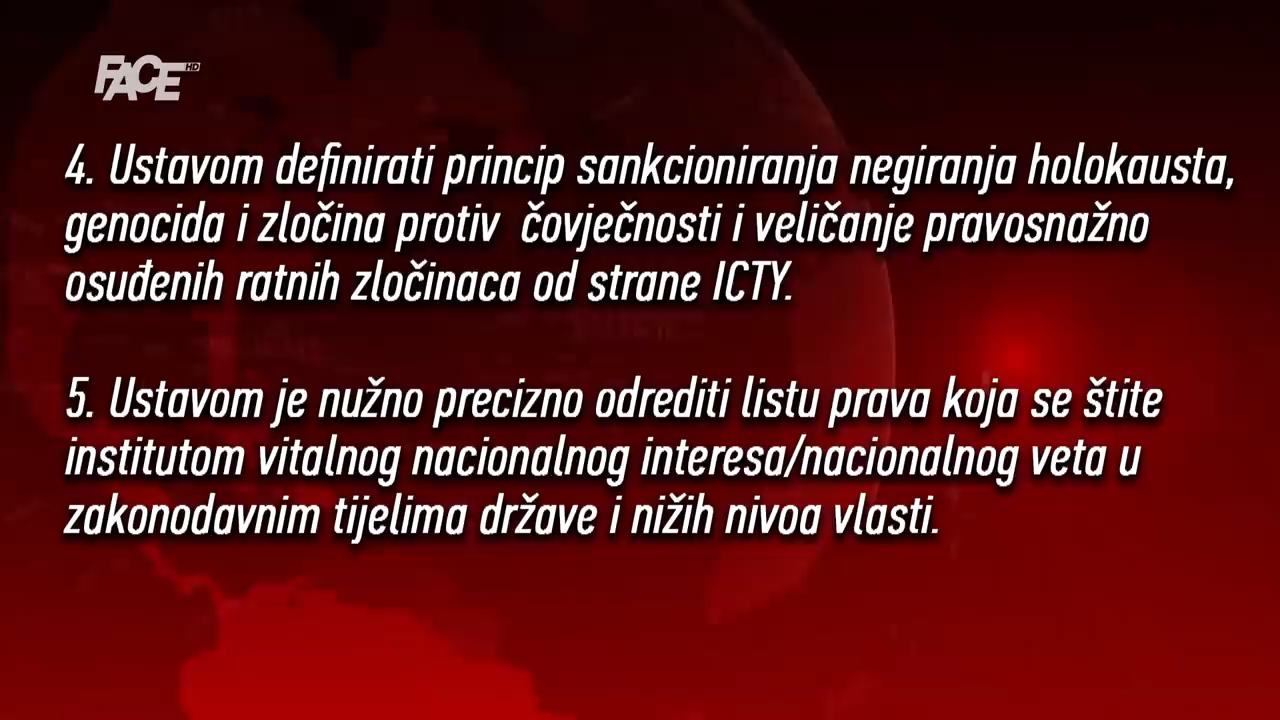 FACE HD
4. Ustavom definirati princip sankcioniranja negiranja holokausta,
genocida i zločina protiv čovječnosti i veličanje pravosnažno
osuđenih ratnih zločinaca od strane ICTY.
5. Ustavom je nužno precizno odrediti listu prava koja se štite
institutom vitalnog nacionalnog interesa/nacionalnog veta u
zakonodavnim tijelima države i nižih nivoa vlasti.